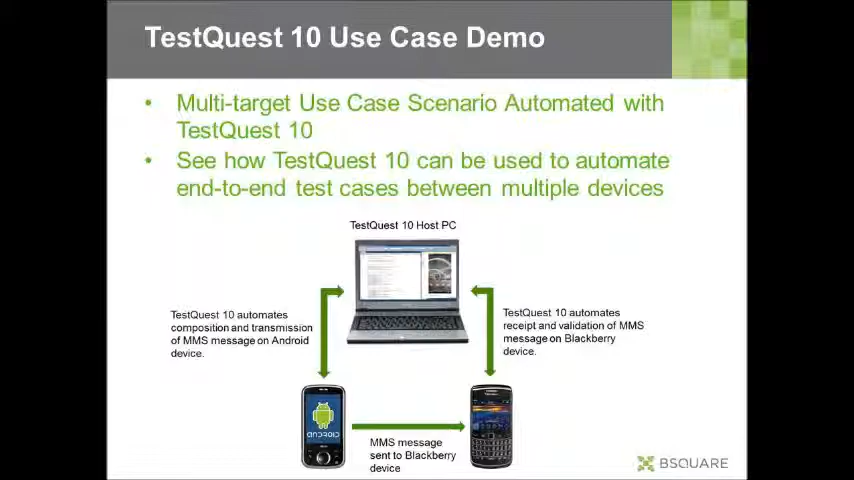 TestQuest 10 Use Case Demo
• Multi-target Use Case Scenario Automated with
TestQuest 10
• See how TestQuest 10 can be used to automate
end-to-end test cases between multiple devices
TestQuest 10 Host PC
TestQuest 10 automates
composition and transmission
of MMS message on Android
device.
TestQuest 10 automates
receipt and validation of MMS
message on Blackberry
device.
ANDROID
MMS message
sent to Blackberry
device
BSQUARE